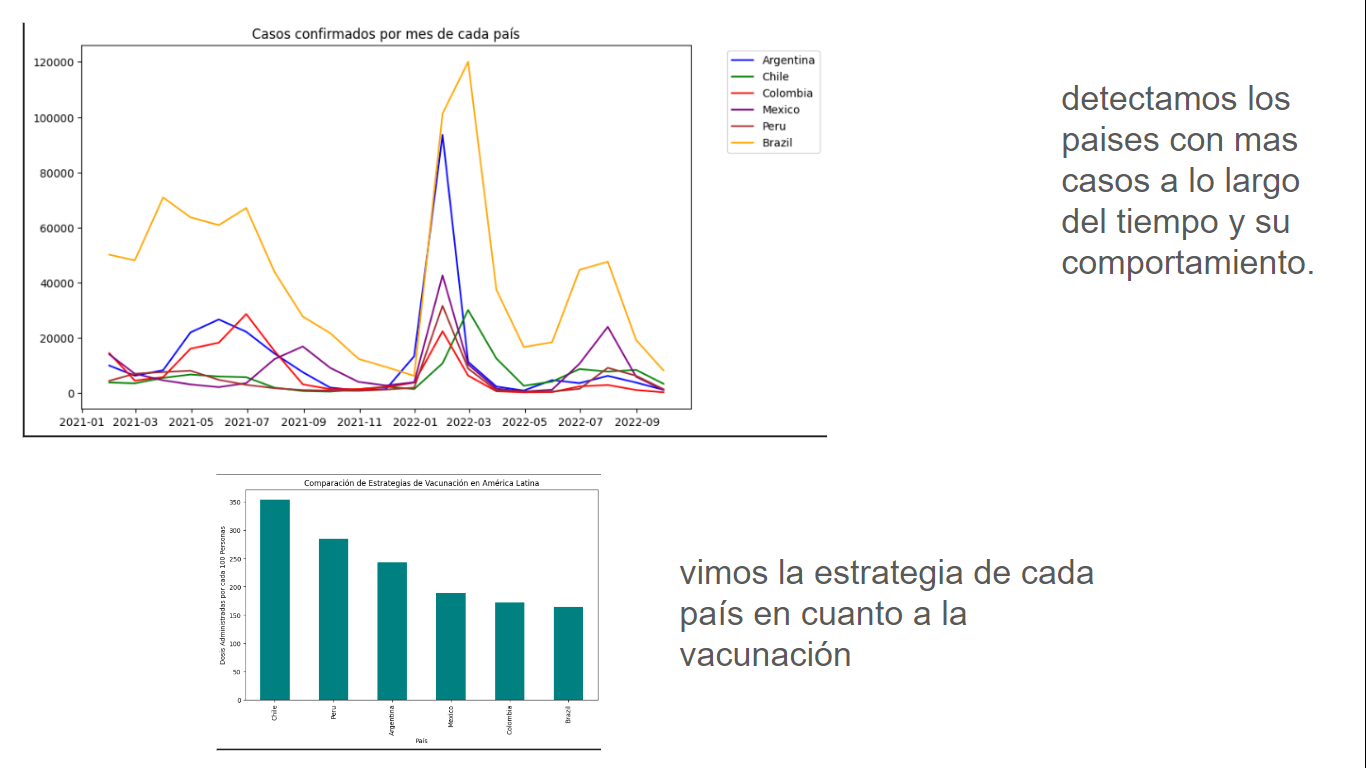 Casos confirmados por mes de cada país
120000
100000
80000
60000
40000
20000
0
2021-01 2021-03 2021-05 2021-07 2021-09 2021-11 2022-01 2022-03 2022-05 2022-07 2022-09
Argentina
Chile
Colombia
Mexico
Peru
Brazil
detectamos los
paises con mas
casos a lo largo
del tiempo y su
comportamiento.
Comparación de Estrategias de Vacunación en América Latina
Dosis Administradas por cada 100 Personas
350
300
250
200
150
100
50
0
Chile
Peru
Argentina
Mexico
Colombia
Brazil
País
vimos la estrategia de cada
país en cuanto a la
vacunación